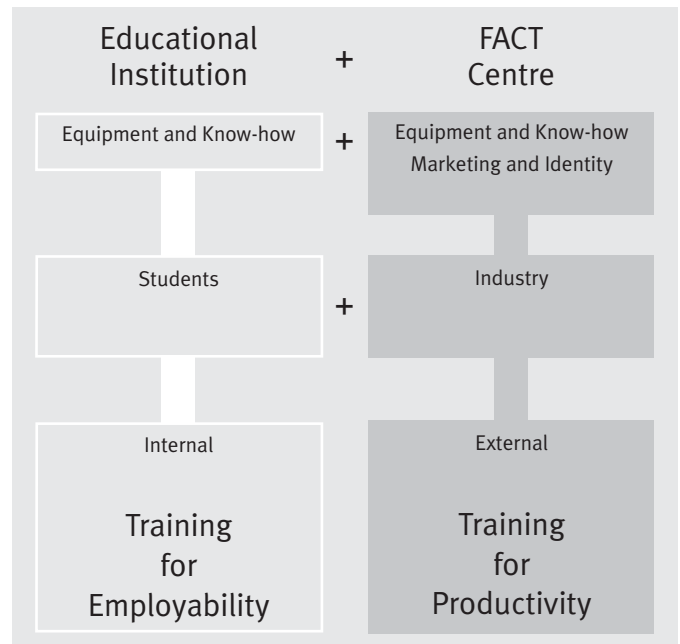 Educational
Institution
+
FACT
Centre
Equipment and Know-how
+
Equipment and Know-how
Marketing and Identity
Students
+
Industry
Internal
Training
for
Employability
External
Training
for
Productivity